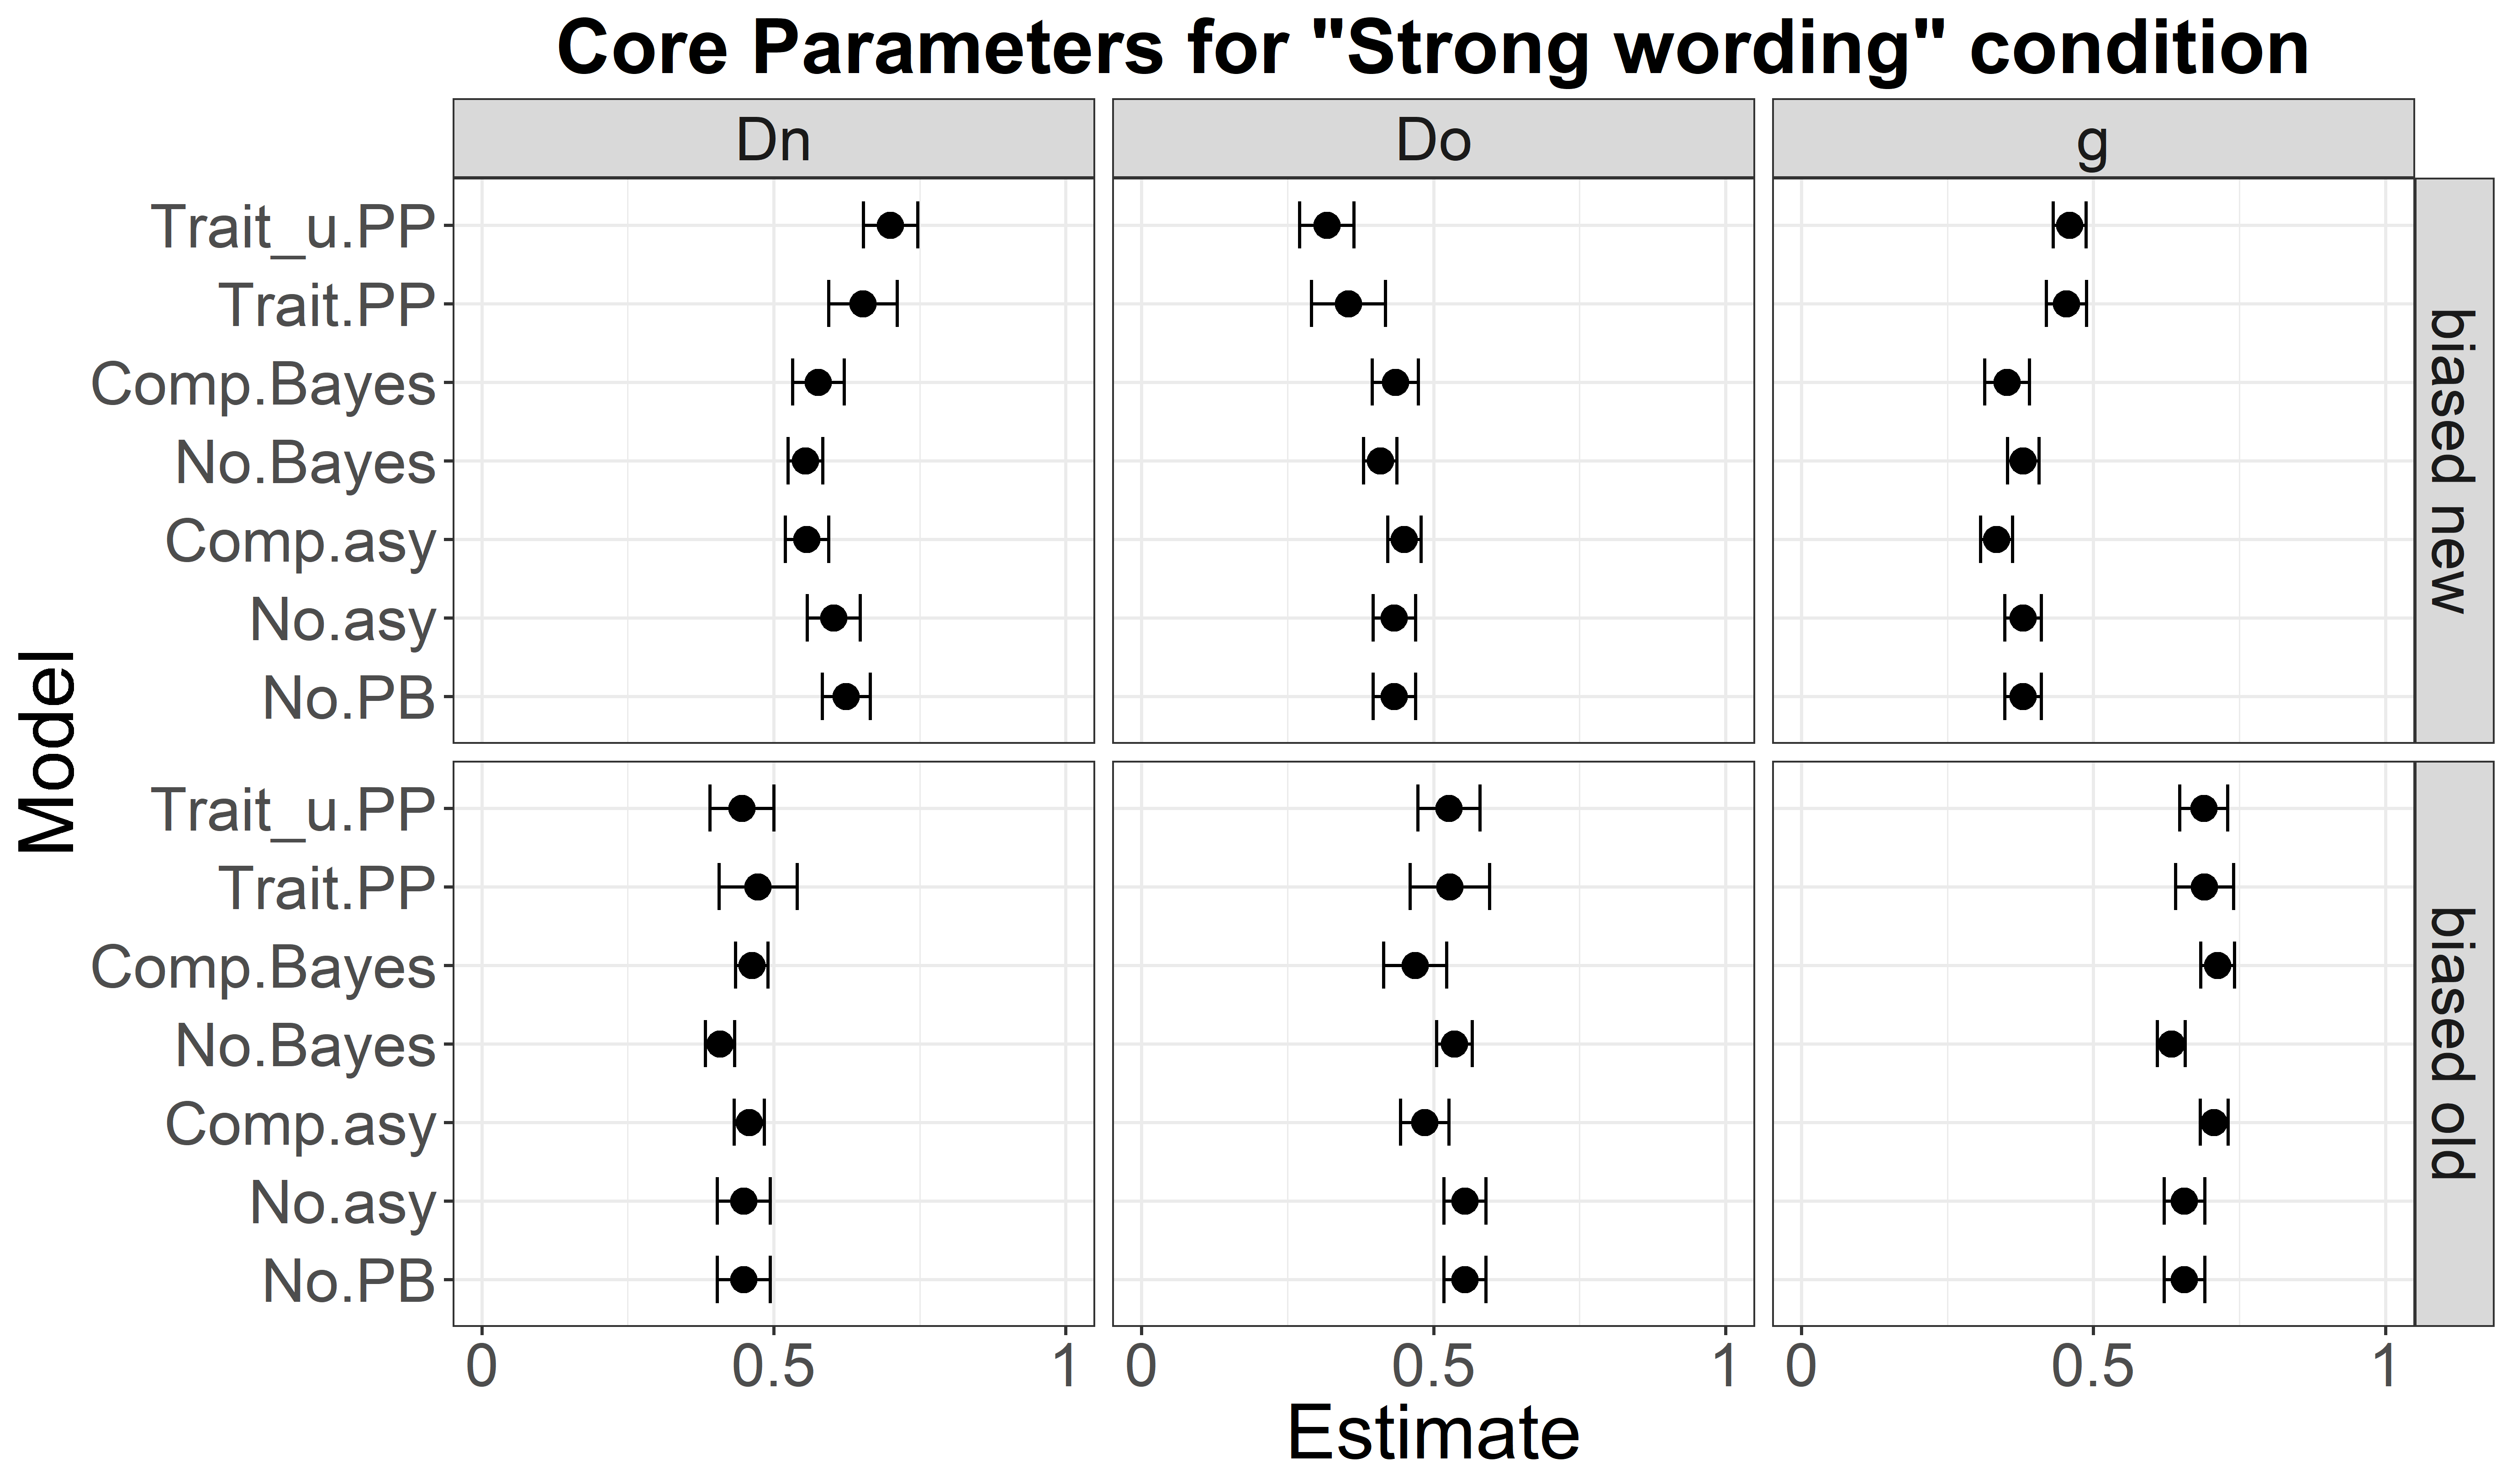 Core Parameters for "Strong wording" condition
Dn
Do
g
Trait_u.PP
Trait.PP
Comp.Bayes
No.Bayes
Comp.asy
No.asy
No.PB
biased new
Model
Trait_u.PP
Trait.PP
Comp.Bayes
No.Bayes
Comp.asy
No.asy
No.PB
biased old
0 0.5 1 0 0.5 1 0 0.5 1
Estimate